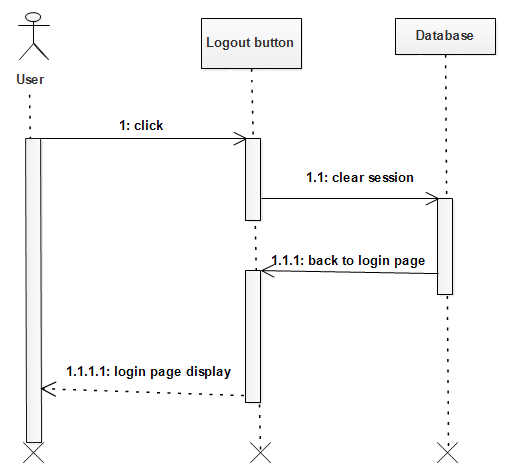 User
Logout button
Database
1: click
1.1: clear session
1.1.1: back to login page
1.1.1.1: login page display